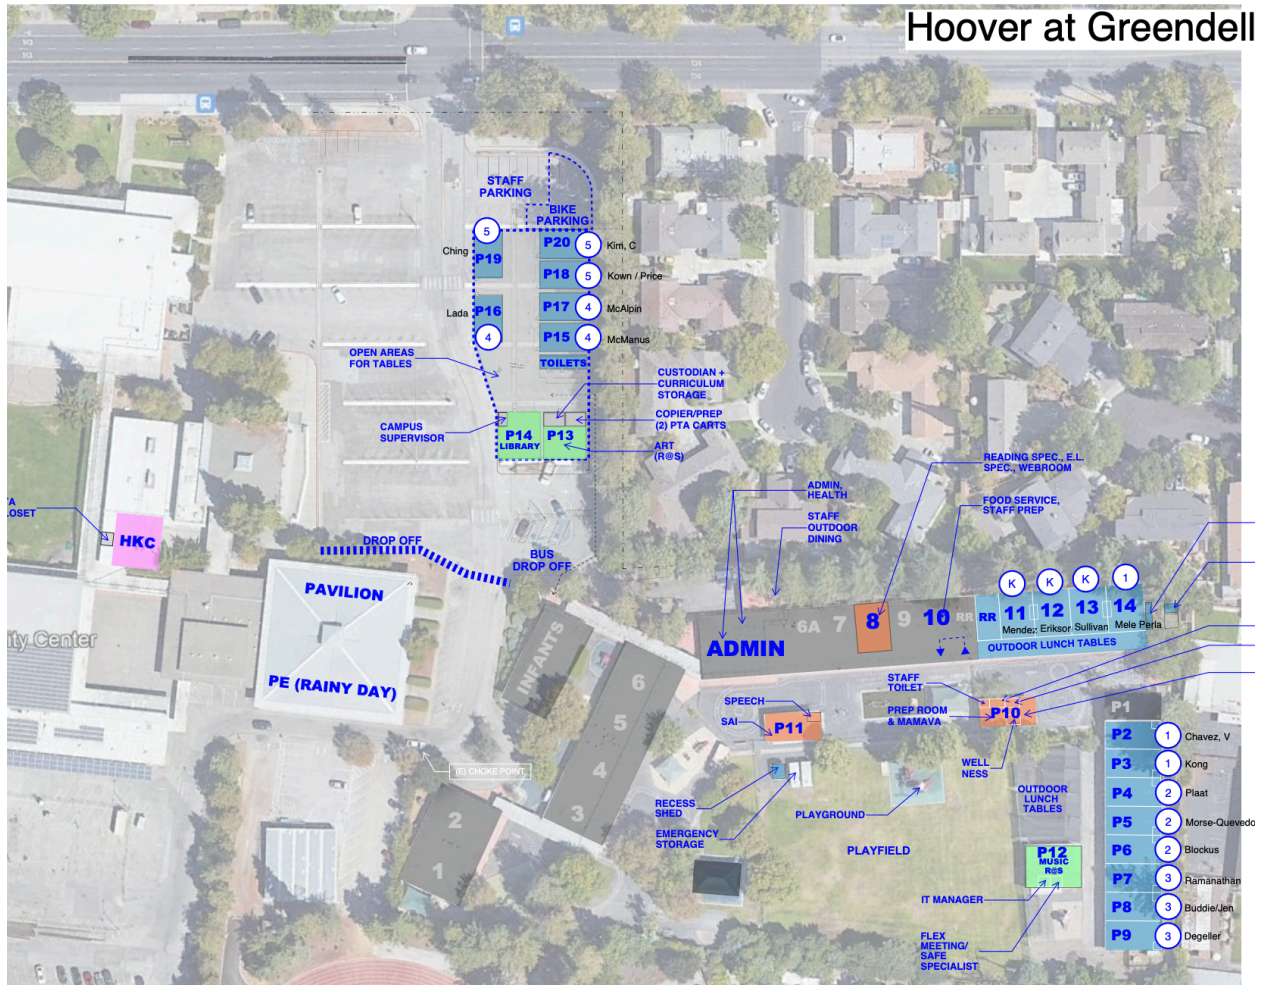 Hoover at Greendell
STAFF
PARKING
BIKE
PARKING
5
P20
5
Kim, C
Ching
P19
P18
5
Kown / Price
Lada
P16
P17
4
McAlpin
4
P15
4
McManus
TOILETS
OPEN AREAS
FOR TABLES
CUSTODIAN +
CURRICULUM
STORAGE
COPIER/PREP
(2) PTA CARTS
CAMPUS
SUPERVISOR
P14
LIBRARY
P13
ART
(R@S)
READING SPEC., E.L.
SPEC., WEBROOM
ADMIN,
HEALTH
FOOD SERVICE,
STAFF PREP
STAFF
OUTDOOR
DINING
TA
LOSET
HKC
DROP OFF
BUS
DROP OFF
PAVILION
PE (RAINY DAY)
ity Center
INFANTS
K
K
K
1
ADMIN
6A
7
8
9
10
RR
RR
11
12
13
14
Mendez
Erikson
Sullivan
Mele Perla
OUTDOOR LUNCH TABLES
6
5
4
3
2
1
(E) CHOKE POINT
STAFF
TOILET
PREP ROOM
& MAMAVA
P10
SPEECH
SAI
P11
WELL
NESS
RECESS
SHED
EMERGENCY
STORAGE
PLAYGROUND
PLAYFIELD
OUTDOOR
LUNCH
TABLES
P12
MUSIC
R@S
IT MANAGER
FLEX
MEETING/
SAFE
SPECIALIST
P1
P2
1
Chavez, V
P3
1
Kong
P4
2
Plaat
P5
2
Morse-Quevedo
P6
2
Blockus
P7
3
Ramanathan
P8
3
Buddie/Jen
P9
3
Degeller